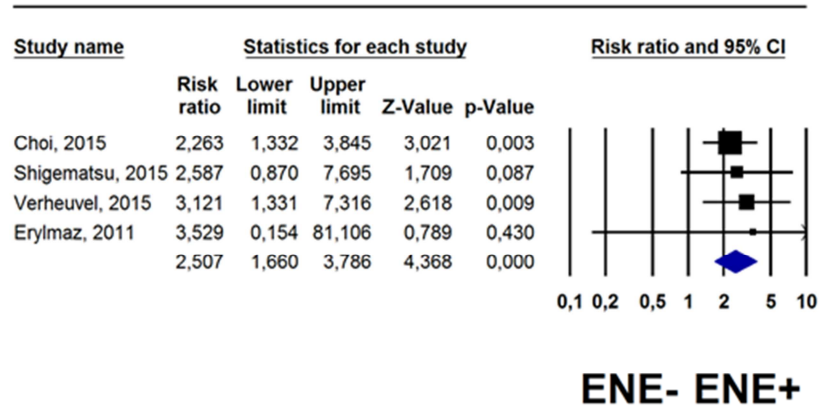 Study name Statistics for each study Risk ratio and 95% CI
Risk Lower Upper
ratio limit limit Z-Value p-Value
Choi, 2015 2,263 1,332 3,845 3,021 0,003
Shigematsu, 2015 2,587 0,870 7,695 1,709 0,087
Verheuvel, 2015 3,121 1,331 7,316 2,618 0,009
Erylmaz, 2011 3,529 0,154 81,106 0,789 0,430
2,507 1,660 3,786 4,368 0,000
0,1 0,2 0,5 1 2 5 10
ENE- ENE+